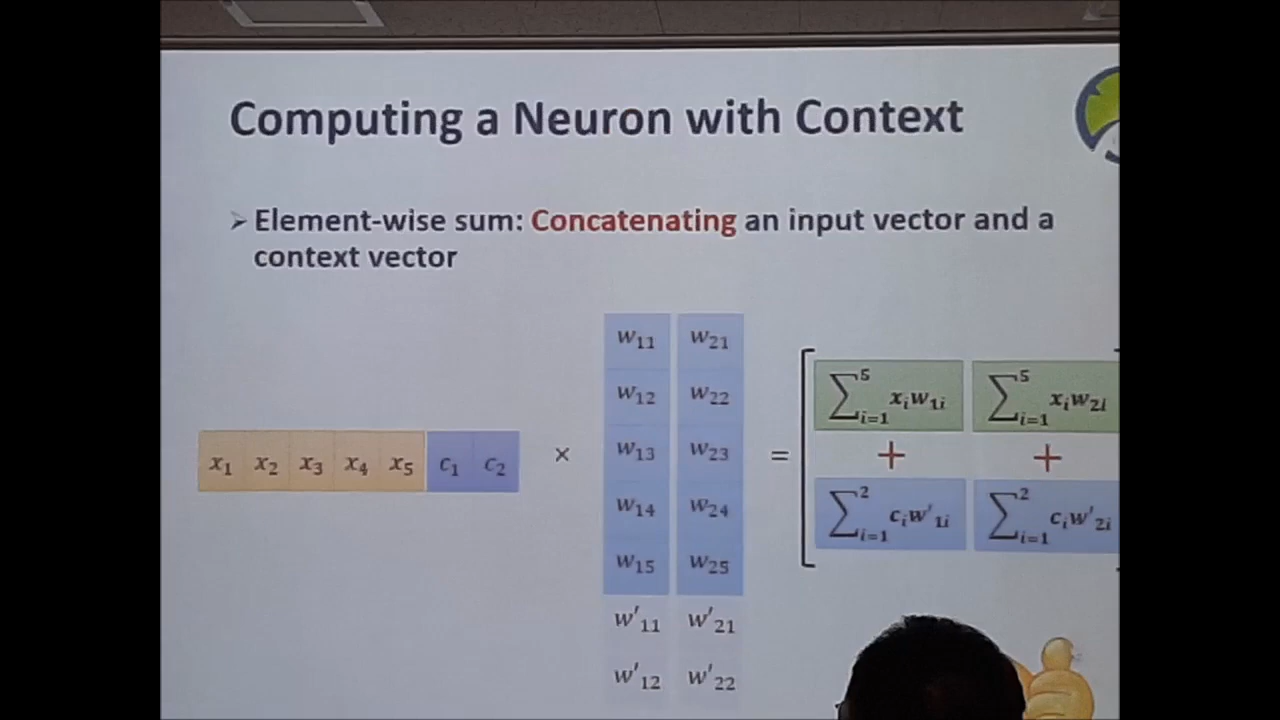 Computing a Neuron with Context
➢ Element-wise sum: Concatenating an input vector and a
context vector
x₁ x₂ x₃ x₄ x₅ c₁ c₂
×
w₁₁ w₂₁
w₁₂ w₂₂
w₁₃ w₂₃
w₁₄ w₂₄
w₁₅ w₂₅
w'₁₁ w'₂₁
w'₁₂ w'₂₂
=
[ ∑⁵ᵢ₌₁ xᵢw₁ᵢ ∑⁵ᵢ₌₁ xᵢw₂ᵢ
+ +
∑²ᵢ₌₁ cᵢw'₁ᵢ ∑²ᵢ₌₁ cᵢw'₂ᵢ